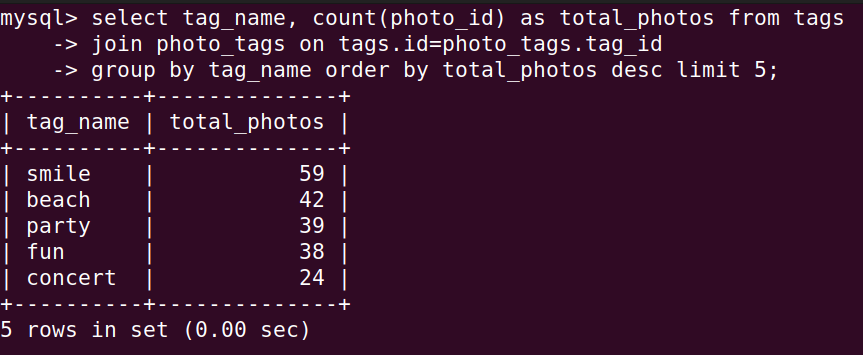 mysql> select tag_name, count(photo_id) as total_photos from tags
    -> join photo_tags on tags.id=photo_tags.tag_id
    -> group by tag_name order by total_photos desc limit 5;
+----------+--------------+
| tag_name | total_photos |
+----------+--------------+
| smile    |           59 |
| beach    |           42 |
| party    |           39 |
| fun      |           38 |
| concert  |           24 |
+----------+--------------+
5 rows in set (0.00 sec)